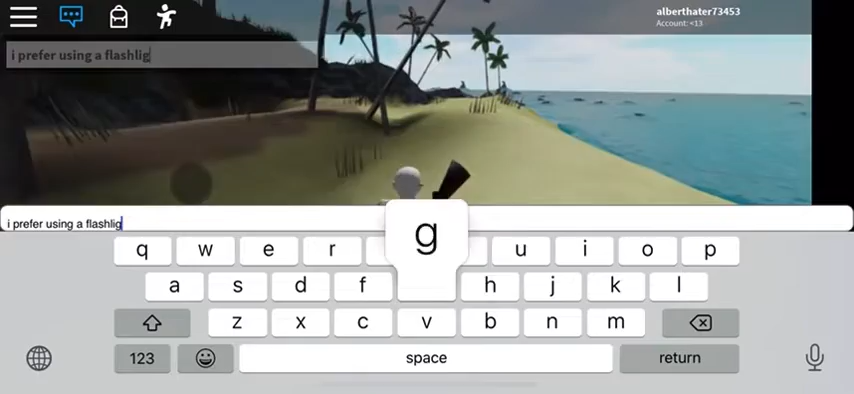 alberthater73453
Account: <13
i prefer using a flashlig
i prefer using a flashlig
g
q w e r u i o p
a s d f h j k l
z x c v b n m
123 space return